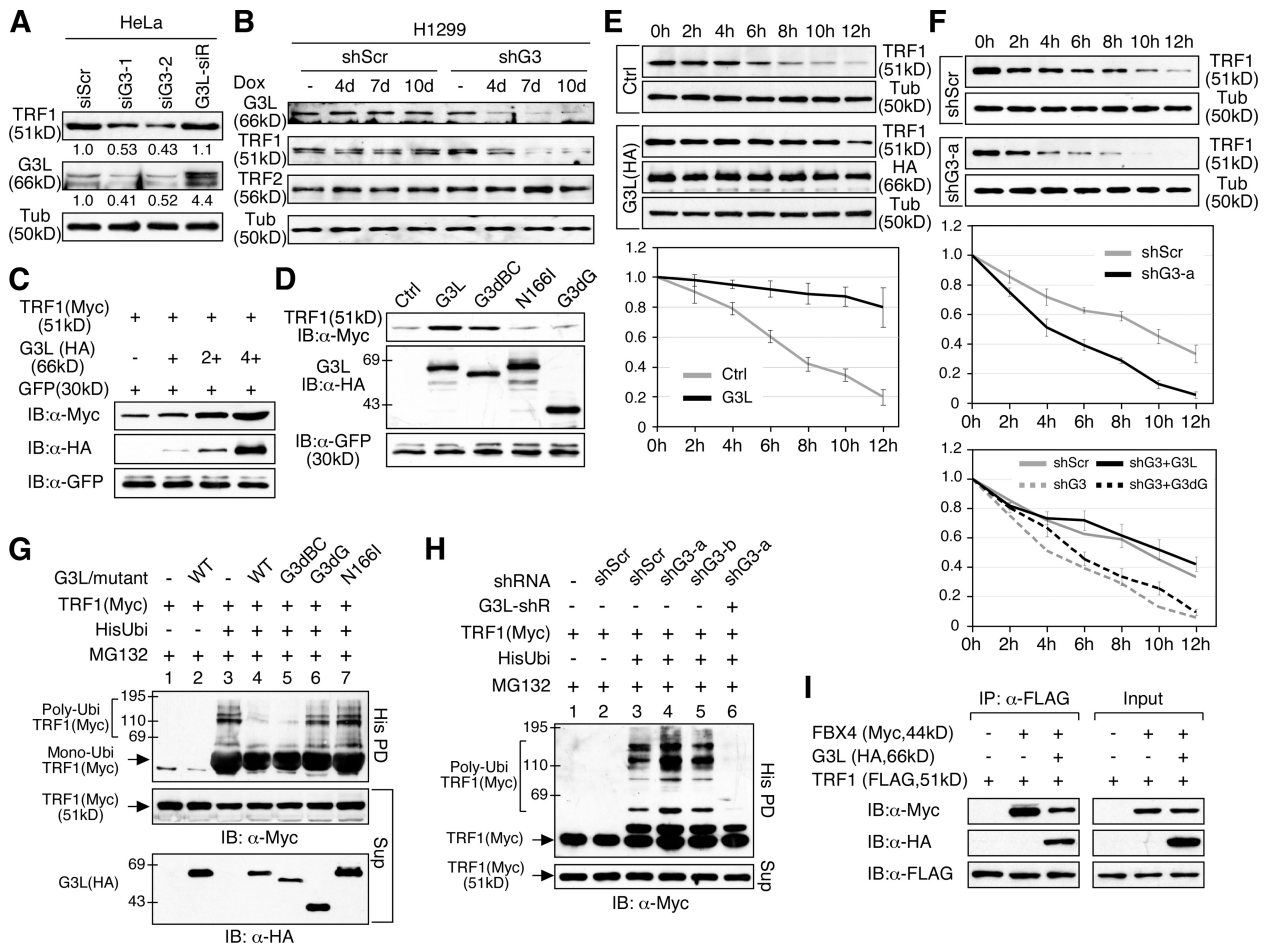 A
HeLa
siScr
siG3-1
siG3-2
G3L-siR
TRF1
(51kD)
1.0 0.53 0.43 1.1
G3L
(66kD)
1.0 0.41 0.52 4.4
Tub
(50kD)
B
H1299
shScr shG3
Dox - 4d 7d 10d - 4d 7d 10d
G3L
(66kD)
TRF1
(51kD)
TRF2
(56kD)
Tub
(50kD)
C
TRF1(Myc)
(51kD) + + + +
G3L (HA)
(66kD) - + 2+ 4+
GFP(30kD) + + + +
IB:α-Myc
IB:α-HA
IB:α-GFP
D
Ctrl
G3L
G3dBC
N166I
G3dG
TRF1(51kD)
IB:α-Myc
G3L
IB:α-HA
69
43
IB:α-GFP
(30kD)
E
0h 2h 4h 6h 8h 10h 12h
Ctrl
TRF1
(51kD)
Tub
(50kD)
G3L(HA)
TRF1
(51kD)
HA
(66kD)
Tub
(50kD)
1.2
1.0
0.8
0.6
0.4
0.2
0
Ctrl
G3L
0h 2h 4h 6h 8h 10h 12h
F
0h 2h 4h 6h 8h 10h 12h
shScr
TRF1
(51kD)
Tub
(50kD)
shG3-a
TRF1
(51kD)
Tub
(50kD)
1.2
1.0
0.8
0.6
0.4
0.2
0
shScr
shG3-a
0h 2h 4h 6h 8h 10h 12h
1.2
1.0
0.8
0.6
0.4
0.2
0
shScr shG3+G3L
shG3 shG3+G3dG
0h 2h 4h 6h 8h 10h 12h
G
G3L/mutant - WT - WT G3dBC G3dG N166I
TRF1(Myc) + + + + + + +
HisUbi - - + + + + +
MG132 + + + + + + +
1 2 3 4 5 6 7
195
Poly-Ubi
TRF1(Myc)
110
69
Mono-Ubi
TRF1(Myc)
His PD
TRF1(Myc)
(51kD)
IB: α-Myc
Sup
69
G3L(HA)
43
IB: α-HA
H
shRNA - shScr shScr shG3-a shG3-b shG3-a
G3L-shR - - - - - +
TRF1(Myc) + + + + + +
HisUbi - - + + + +
MG132 + + + + + +
1 2 3 4 5 6
195
Poly-Ubi
TRF1(Myc)
110
69
TRF1(Myc)
His PD
TRF1(Myc)
(51kD)
Sup
IB: α-Myc
I
IP: α-FLAG Input
FBX4 (Myc,44kD) - + + - + +
G3L (HA,66kD) - - + - - +
TRF1 (FLAG,51kD) + + + + + +
IB:α-Myc
IB:α-HA
IB:α-FLAG